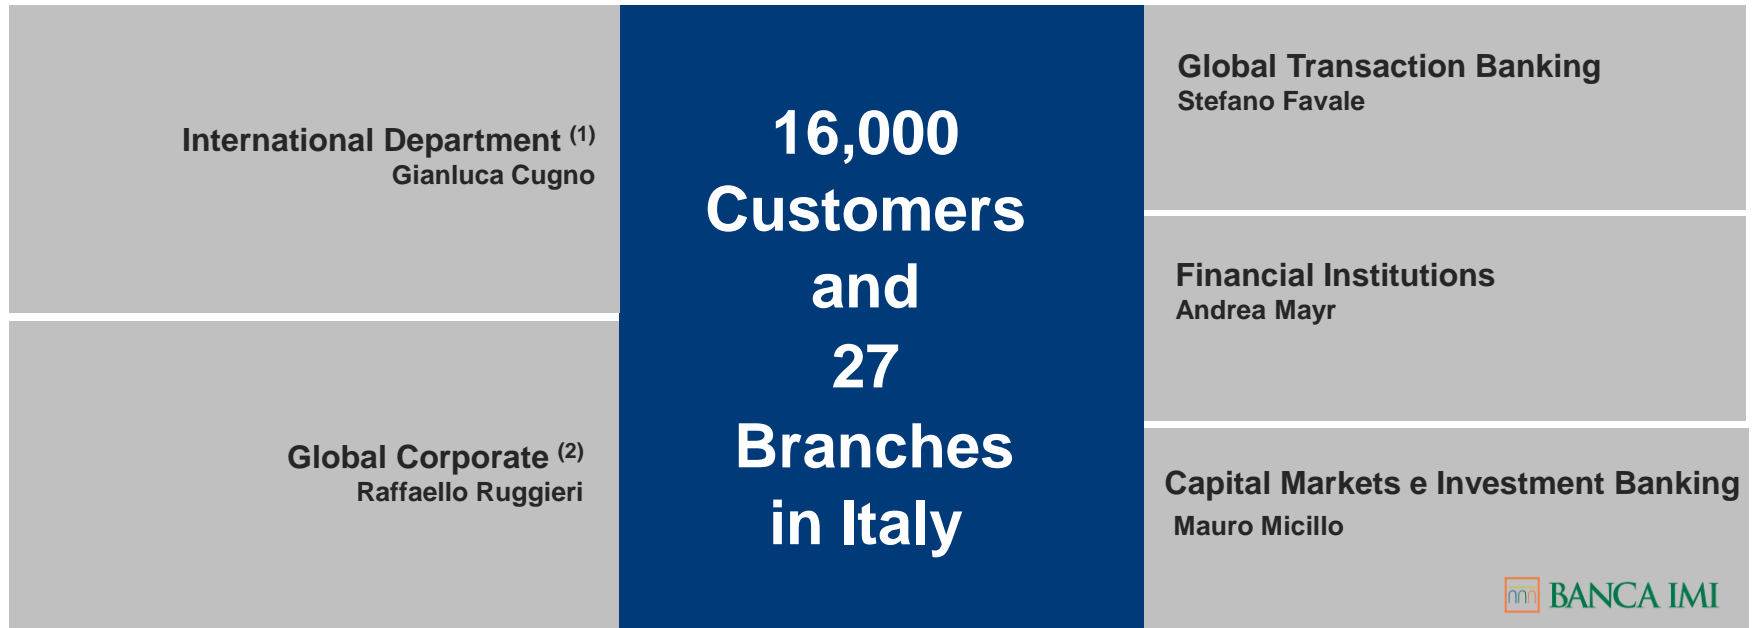 International Department (1)
Gianluca Cugno
Global Corporate (2)
Raffaello Ruggieri
16,000
Customers
and
27
Branches
in Italy
Global Transaction Banking
Stefano Favale
Financial Institutions
Andrea Mayr
Capital Markets e Investment Banking
Mauro Micillo
BANCA IMI